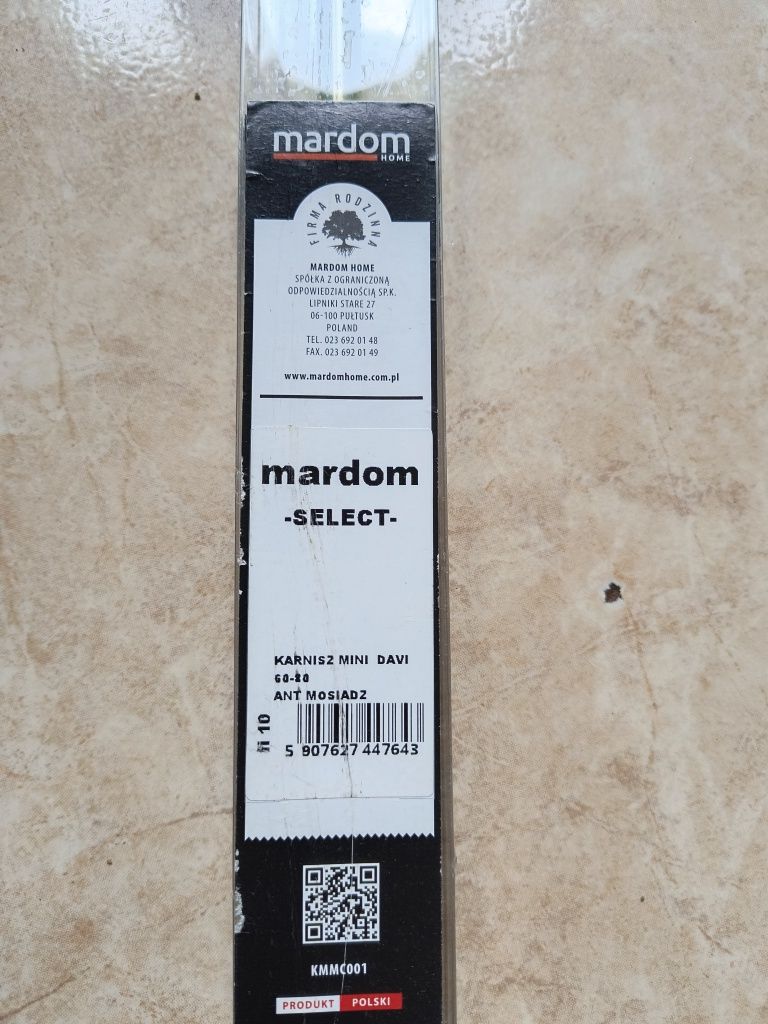 mardom
HOME
FIRMA RODZINNA
MARDOM HOME
SPÓŁKA Z OGRANICZONĄ
ODPOWIEDZIALNOŚCIĄ SP.K.
LIPNIKI STARE 27
06-100 PUŁTUSK
POLAND
TEL. 023 692 01 48
FAX. 023 692 01 49
www.mardomhome.com.pl
mardom
-SELECT-
KARNISZ MINI DAVI
60-80
ANT MOSIADZ
fi 10
5 907627 447643
KMMC001
PRODUKT POLSKI